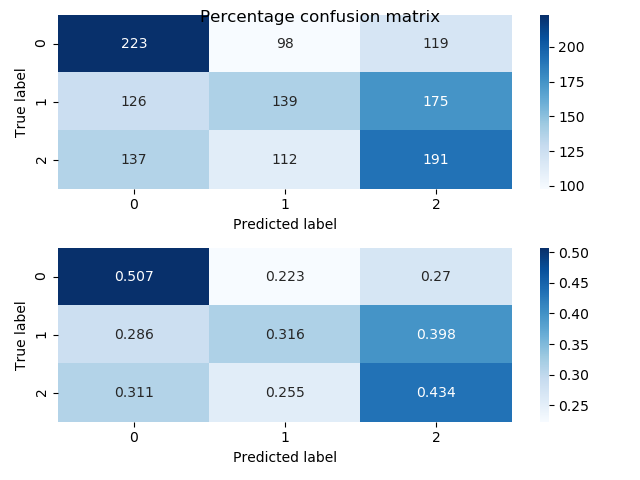 Percentage confusion matrix
True label
0 223 98 119
1 126 139 175
2 137 112 191
0 1 2
Predicted label
200
175
150
125
100
True label
0 0.507 0.223 0.27
1 0.286 0.316 0.398
2 0.311 0.255 0.434
0 1 2
Predicted label
0.50
0.45
0.40
0.35
0.30
0.25